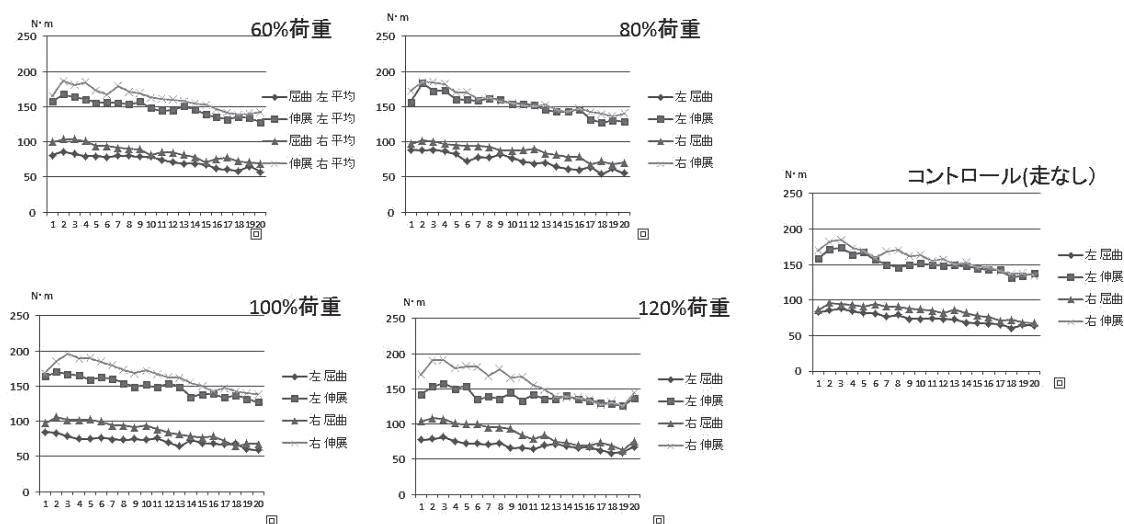 N・m
60%荷重
250
200
150
100
50
0
1 2 3 4 5 6 7 8 9 10 11 12 13 14 15 16 17 18 19 20
回
屈曲 左 平均
伸展 左 平均
屈曲 右 平均
伸展 右 平均
N・m
80%荷重
250
200
150
100
50
0
1 2 3 4 5 6 7 8 9 10 11 12 13 14 15 16 17 18 19 20
回
左 屈曲
左 伸展
右 屈曲
右 伸展
N・m
コントロール(走なし)
250
200
150
100
50
0
1 2 3 4 5 6 7 8 9 10 11 12 13 14 15 16 17 18 19 20
回
左 屈曲
左 伸展
右 屈曲
右 伸展
N・m
100%荷重
250
200
150
100
50
0
1 2 3 4 5 6 7 8 9 10 11 12 13 14 15 16 17 18 19 20
回
左 屈曲
左 伸展
右 屈曲
右 伸展
N・m
120%荷重
250
200
150
100
50
0
1 2 3 4 5 6 7 8 9 10 11 12 13 14 15 16 17 18 19 20
回
左 屈曲
左 伸展
右 屈曲
右 伸展